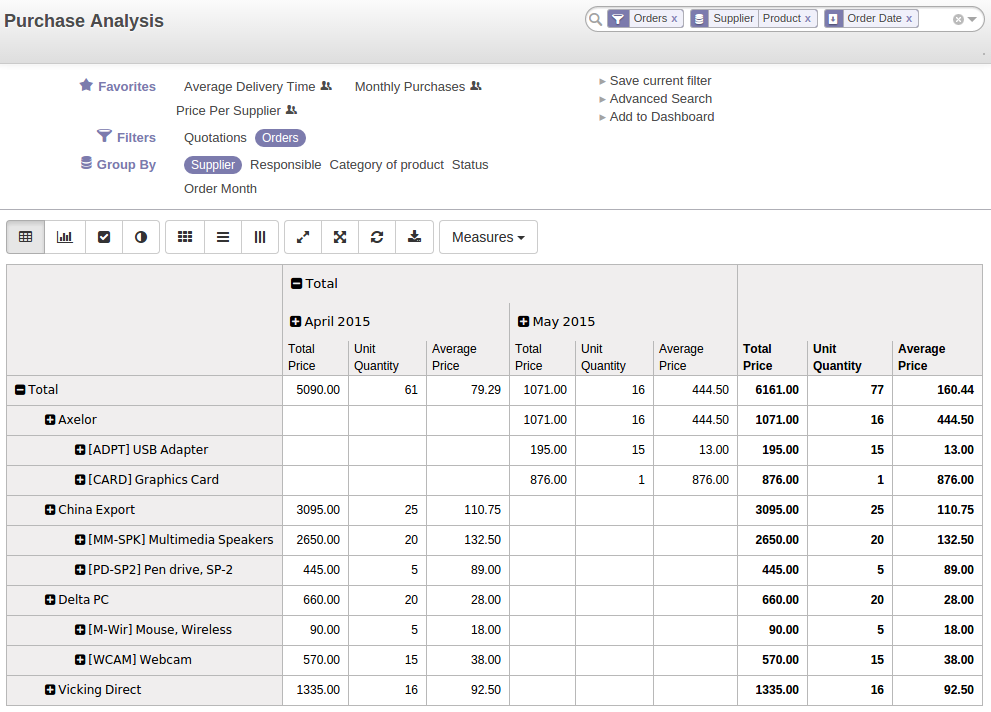 Purchase Analysis
Orders x Supplier Product x Order Date x
Favorites Average Delivery Time Monthly Purchases
Price Per Supplier
Filters Quotations Orders
Group By Supplier Responsible Category of product Status
Order Month
Save current filter
Advanced Search
Add to Dashboard
Measures
Total
April 2015 May 2015
Total Price Unit Quantity Average Price Total Price Unit Quantity Average Price Total Price Unit Quantity Average Price
Total 5090.00 61 79.29 1071.00 16 444.50 6161.00 77 160.44
Axelor 1071.00 16 444.50 1071.00 16 444.50
[ADPT] USB Adapter 195.00 15 13.00 195.00 15 13.00
[CARD] Graphics Card 876.00 1 876.00 876.00 1 876.00
China Export 3095.00 25 110.75 3095.00 25 110.75
[MM-SPK] Multimedia Speakers 2650.00 20 132.50 2650.00 20 132.50
[PD-SP2] Pen drive, SP-2 445.00 5 89.00 445.00 5 89.00
Delta PC 660.00 20 28.00 660.00 20 28.00
[M-Wir] Mouse, Wireless 90.00 5 18.00 90.00 5 18.00
[WCAM] Webcam 570.00 15 38.00 570.00 15 38.00
Vicking Direct 1335.00 16 92.50 1335.00 16 92.50